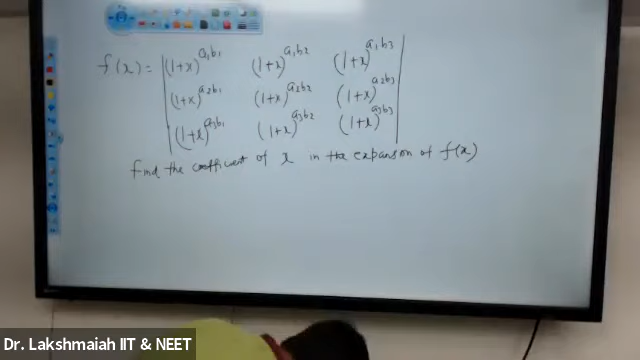 f(x) = | (1+x)^{a₁b₁} (1+x)^{a₁b₂} (1+x)^{a₁b₃} |
| (1+x)^{a₂b₁} (1+x)^{a₂b₂} (1+x)^{a₂b₃} |
| (1+x)^{a₃b₁} (1+x)^{a₃b₂} (1+x)^{a₃b₃} |
find the coefficient of x in the expansion of f(x)
Dr. Lakshmaiah IIT & NEET